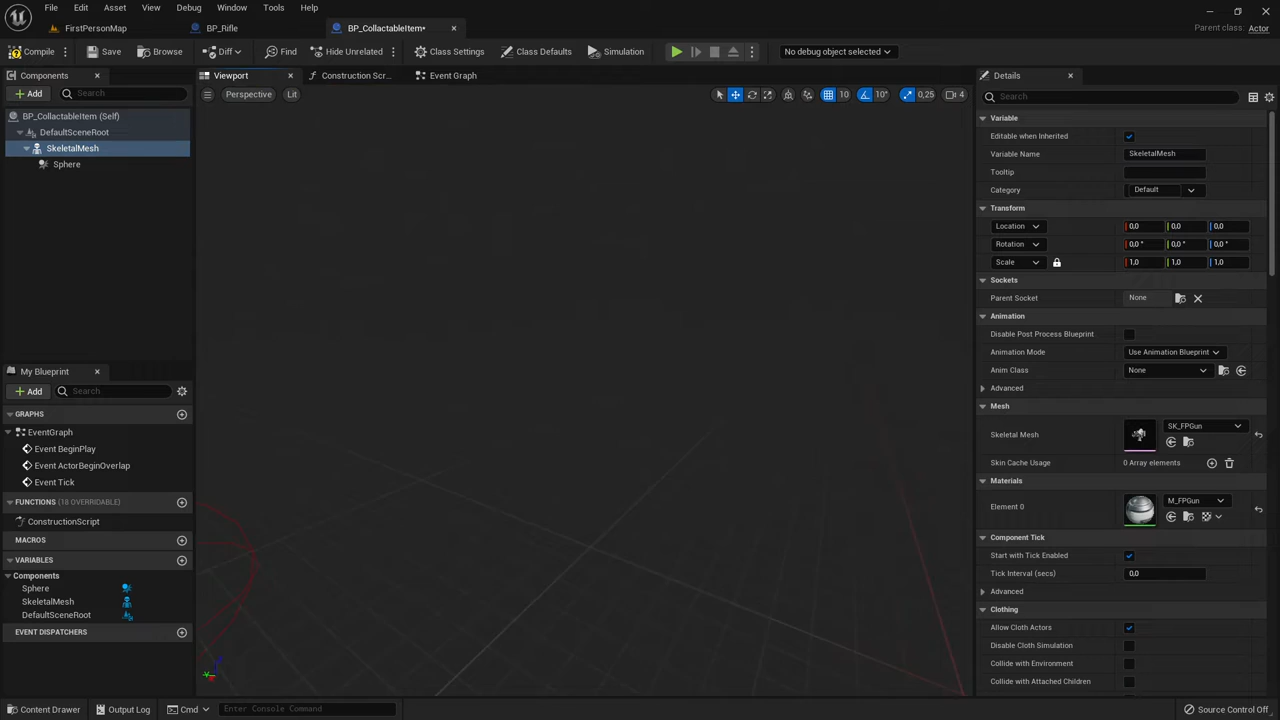 File Edit Asset View Debug Window Tools Help
FirstPersonMap BP_Rifle BP_CollactableItem• Parent class: Actor
Compile Save Browse Diff Find Hide Unrelated Class Settings Class Defaults Simulation No debug object selected
Components Viewport Construction Scr... Event Graph Details
Add Search Perspective Lit 10 10° 0,25 4 Search
BP_CollactableItem (Self)
DefaultSceneRoot
SkeletalMesh
Sphere
Variable
Editable when Inherited
Variable Name SkeletalMesh
Tooltip
Category Default
Transform
Location 0,0 0,0 0,0
Rotation 0,0 ° 0,0 ° 0,0 °
Scale 1,0 1,0 1,0
Sockets
Parent Socket None
Animation
Disable Post Process Blueprint
Animation Mode Use Animation Blueprint
Anim Class None
Advanced
Mesh
Skeletal Mesh SK_FPGun
Skin Cache Usage 0 Array elements
Materials
Element 0 M_FPGun
Component Tick
Start with Tick Enabled
Tick Interval (secs) 0,0
Advanced
Clothing
Allow Cloth Actors
Disable Cloth Simulation
Collide with Environment
Collide with Attached Children
My Blueprint
Add Search
GRAPHS
EventGraph
Event BeginPlay
Event ActorBeginOverlap
Event Tick
FUNCTIONS (18 OVERRIDABLE)
ConstructionScript
MACROS
VARIABLES
Components
Sphere
SkeletalMesh
DefaultSceneRoot
EVENT DISPATCHERS
Content Drawer Output Log Cmd Enter Console Command Source Control Off